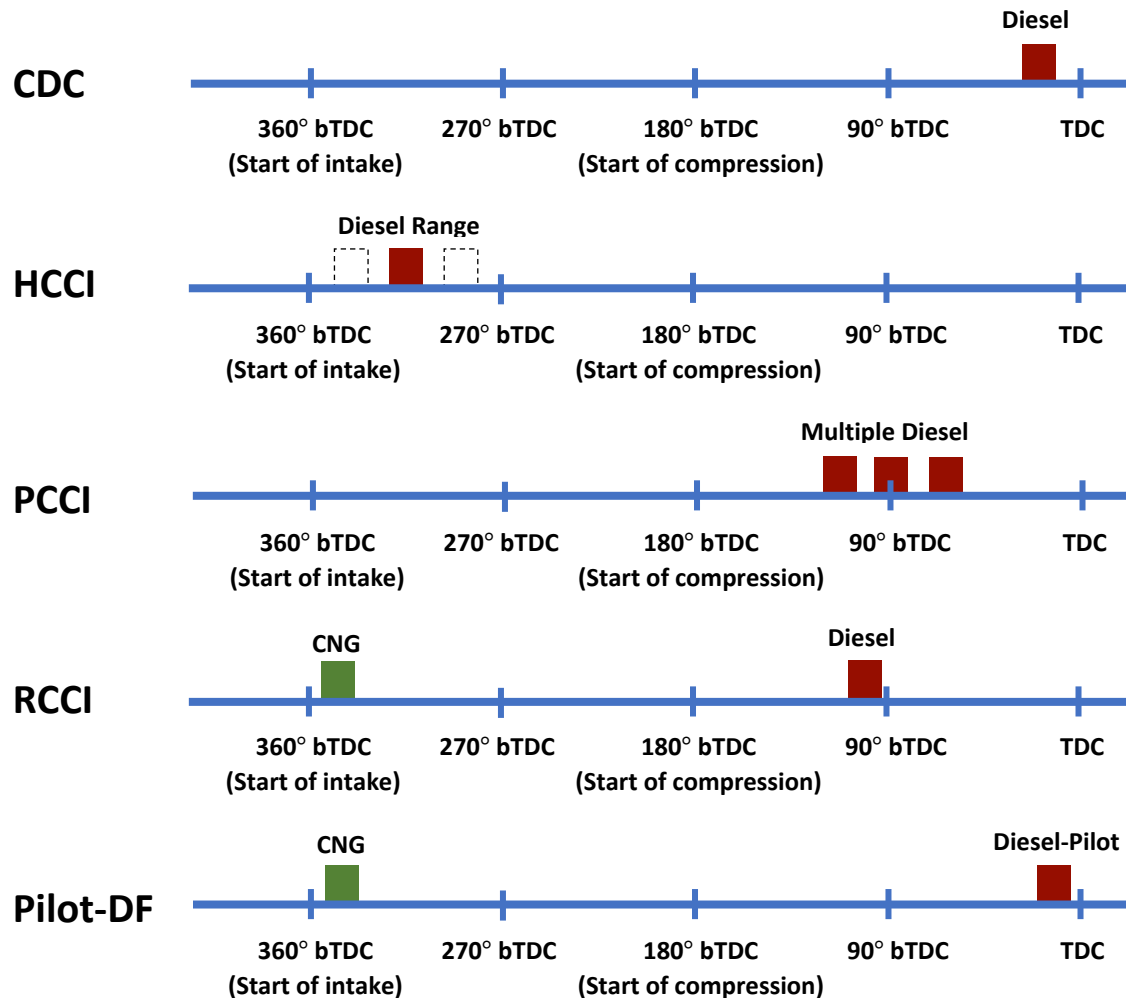 Diesel
CDC
360° bTDC 270° bTDC 180° bTDC 90° bTDC TDC
(Start of intake) (Start of compression)
Diesel Range
HCCI
360° bTDC 270° bTDC 180° bTDC 90° bTDC TDC
(Start of intake) (Start of compression)
Multiple Diesel
PCCI
360° bTDC 270° bTDC 180° bTDC 90° bTDC TDC
(Start of intake) (Start of compression)
CNG Diesel
RCCI
360° bTDC 270° bTDC 180° bTDC 90° bTDC TDC
(Start of intake) (Start of compression)
CNG Diesel-Pilot
Pilot-DF
360° bTDC 270° bTDC 180° bTDC 90° bTDC TDC
(Start of intake) (Start of compression)